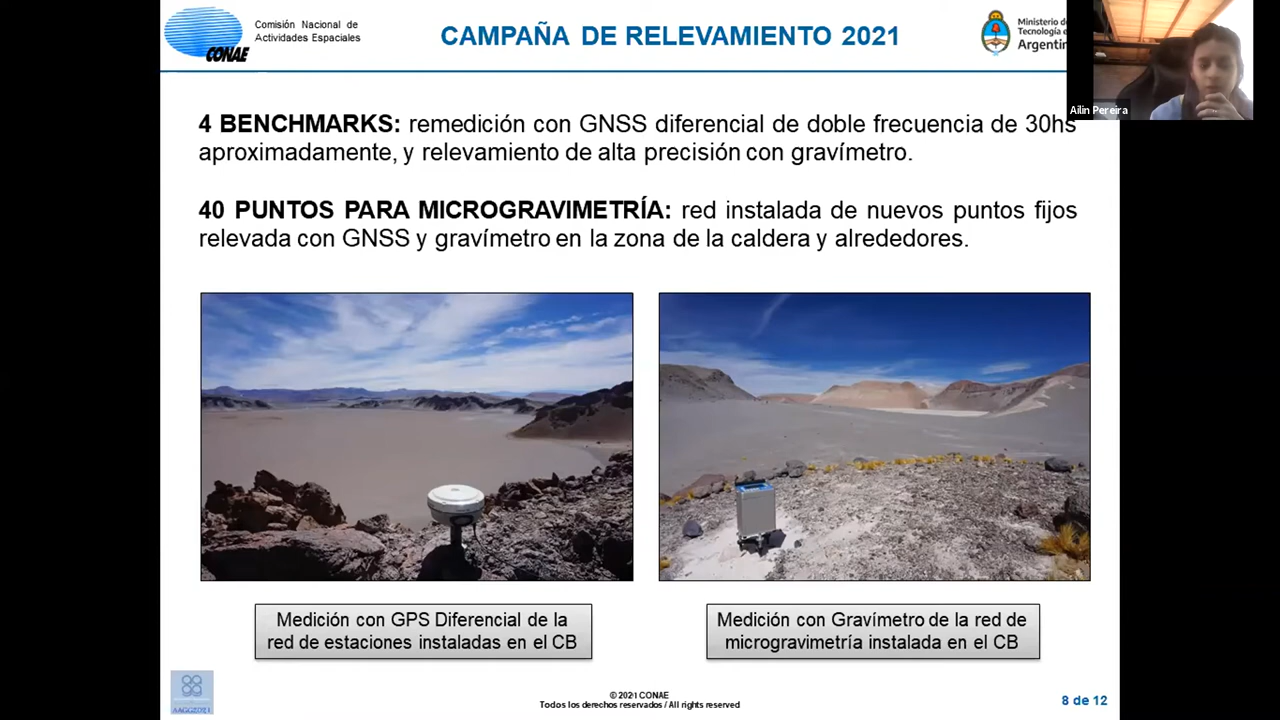 Comisión Nacional de
Actividades Espaciales
CONAE
CAMPAÑA DE RELEVAMIENTO 2021
Ministerio de
Tecnología e
Argentin
Ailin Pereira
4 BENCHMARKS: remedición con GNSS diferencial de doble frecuencia de 30hs
aproximadamente, y relevamiento de alta precisión con gravímetro.
40 PUNTOS PARA MICROGRAVIMETRÍA: red instalada de nuevos puntos fijos
relevada con GNSS y gravímetro en la zona de la caldera y alrededores.
Medición con GPS Diferencial de la
red de estaciones instaladas en el CB
Medición con Gravímetro de la red de
microgravimetría instalada en el CB
AAGG2021
© 2021 CONAE
Todos los derechos reservados / All rights reserved
8 de 12